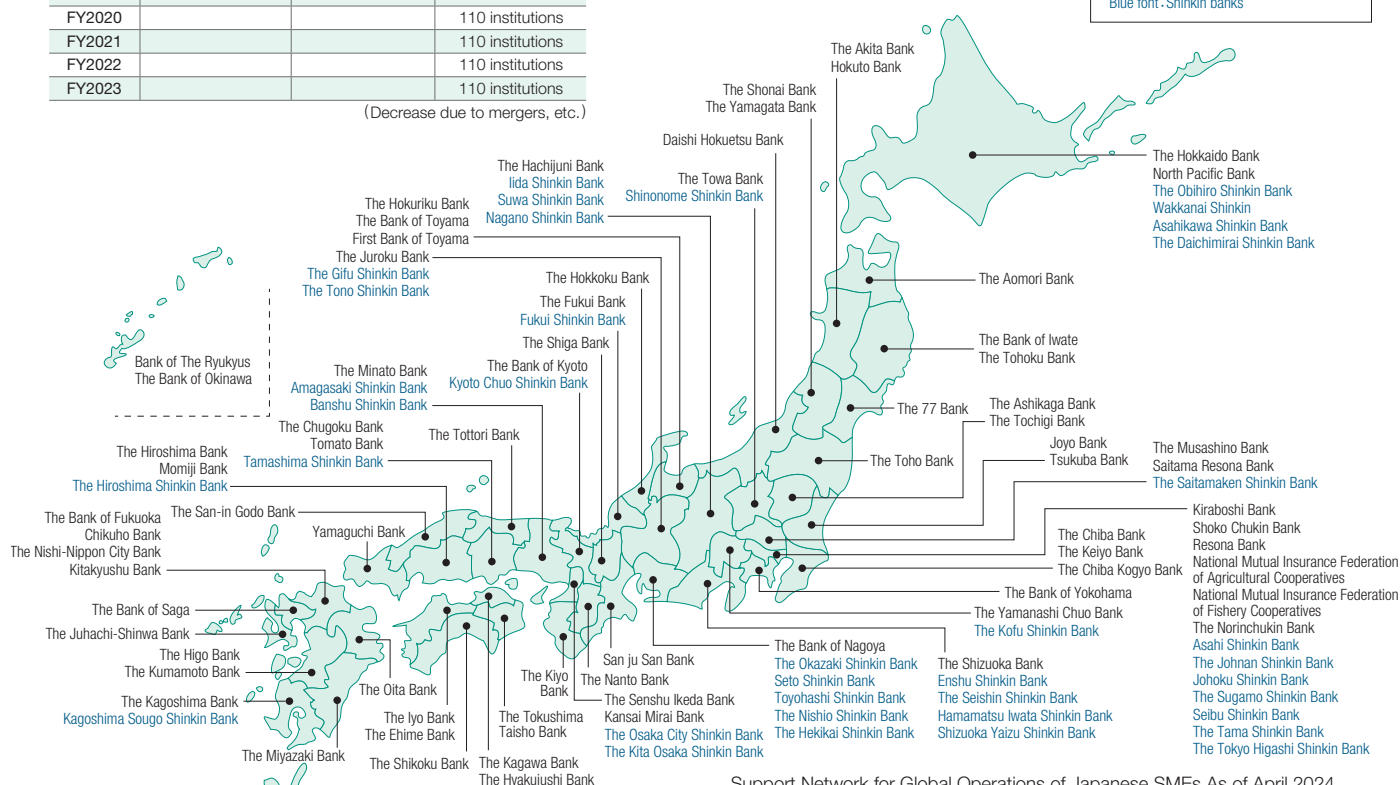 FY2020 110 institutions
FY2021 110 institutions
FY2022 110 institutions
FY2023 110 institutions
(Decrease due to mergers, etc.)
Blue font：Shinkin banks
The Akita Bank
Hokuto Bank
The Shonai Bank
The Yamagata Bank
Daishi Hokuetsu Bank
The Towa Bank
Shinonome Shinkin Bank
The Hachijuni Bank
Iida Shinkin Bank
Suwa Shinkin Bank
Nagano Shinkin Bank
The Hokuriku Bank
The Bank of Toyama
First Bank of Toyama
The Juroku Bank
The Gifu Shinkin Bank
The Tono Shinkin Bank
The Hokkoku Bank
The Fukui Bank
Fukui Shinkin Bank
The Shiga Bank
The Bank of Kyoto
Kyoto Chuo Shinkin Bank
The Hokkaido Bank
North Pacific Bank
The Obihiro Shinkin Bank
Wakkanai Shinkin
Asahikawa Shinkin Bank
The Daichimirai Shinkin Bank
The Aomori Bank
The Bank of Iwate
The Tohoku Bank
The 77 Bank
The Toho Bank
The Ashikaga Bank
The Tochigi Bank
Joyo Bank
Tsukuba Bank
The Musashino Bank
Saitama Resona Bank
The Saitamaken Shinkin Bank
Bank of The Ryukyus
The Bank of Okinawa
The Minato Bank
Amagasaki Shinkin Bank
Banshu Shinkin Bank
The Chugoku Bank
Tomato Bank
Tamashima Shinkin Bank
The Tottori Bank
The Hiroshima Bank
Momiji Bank
The Hiroshima Shinkin Bank
The San-in Godo Bank
Yamaguchi Bank
The Bank of Fukuoka
Chikuho Bank
The Nishi-Nippon City Bank
Kitakyushu Bank
The Bank of Saga
The Juhachi-Shinwa Bank
The Higo Bank
The Kumamoto Bank
The Kagoshima Bank
Kagoshima Sougo Shinkin Bank
The Miyazaki Bank
The Oita Bank
The Iyo Bank
The Ehime Bank
The Shikoku Bank
The Kagawa Bank
The Hyakujushi Bank
The Tokushima
Taisho Bank
The Kiyo
Bank
The Nanto Bank
San ju San Bank
The Senshu Ikeda Bank
Kansai Mirai Bank
The Osaka City Shinkin Bank
The Kita Osaka Shinkin Bank
The Bank of Nagoya
The Okazaki Shinkin Bank
Seto Shinkin Bank
Toyohashi Shinkin Bank
The Nishio Shinkin Bank
The Hekikai Shinkin Bank
The Shizuoka Bank
Enshu Shinkin Bank
The Seishin Shinkin Bank
Hamamatsu Iwata Shinkin Bank
Shizuoka Yaizu Shinkin Bank
The Yamanashi Chuo Bank
The Kofu Shinkin Bank
The Bank of Yokohama
The Chiba Bank
The Keiyo Bank
The Chiba Kogyo Bank
Kiraboshi Bank
Shoko Chukin Bank
Resona Bank
National Mutual Insurance Federation
of Agricultural Cooperatives
National Mutual Insurance Federation
of Fishery Cooperatives
The Norinchukin Bank
Asahi Shinkin Bank
The Johnan Shinkin Bank
Johoku Shinkin Bank
The Sugamo Shinkin Bank
Seibu Shinkin Bank
The Tama Shinkin Bank
The Tokyo Higashi Shinkin Bank
Support Network for Global Operations of Japanese SMEs As of April 2024